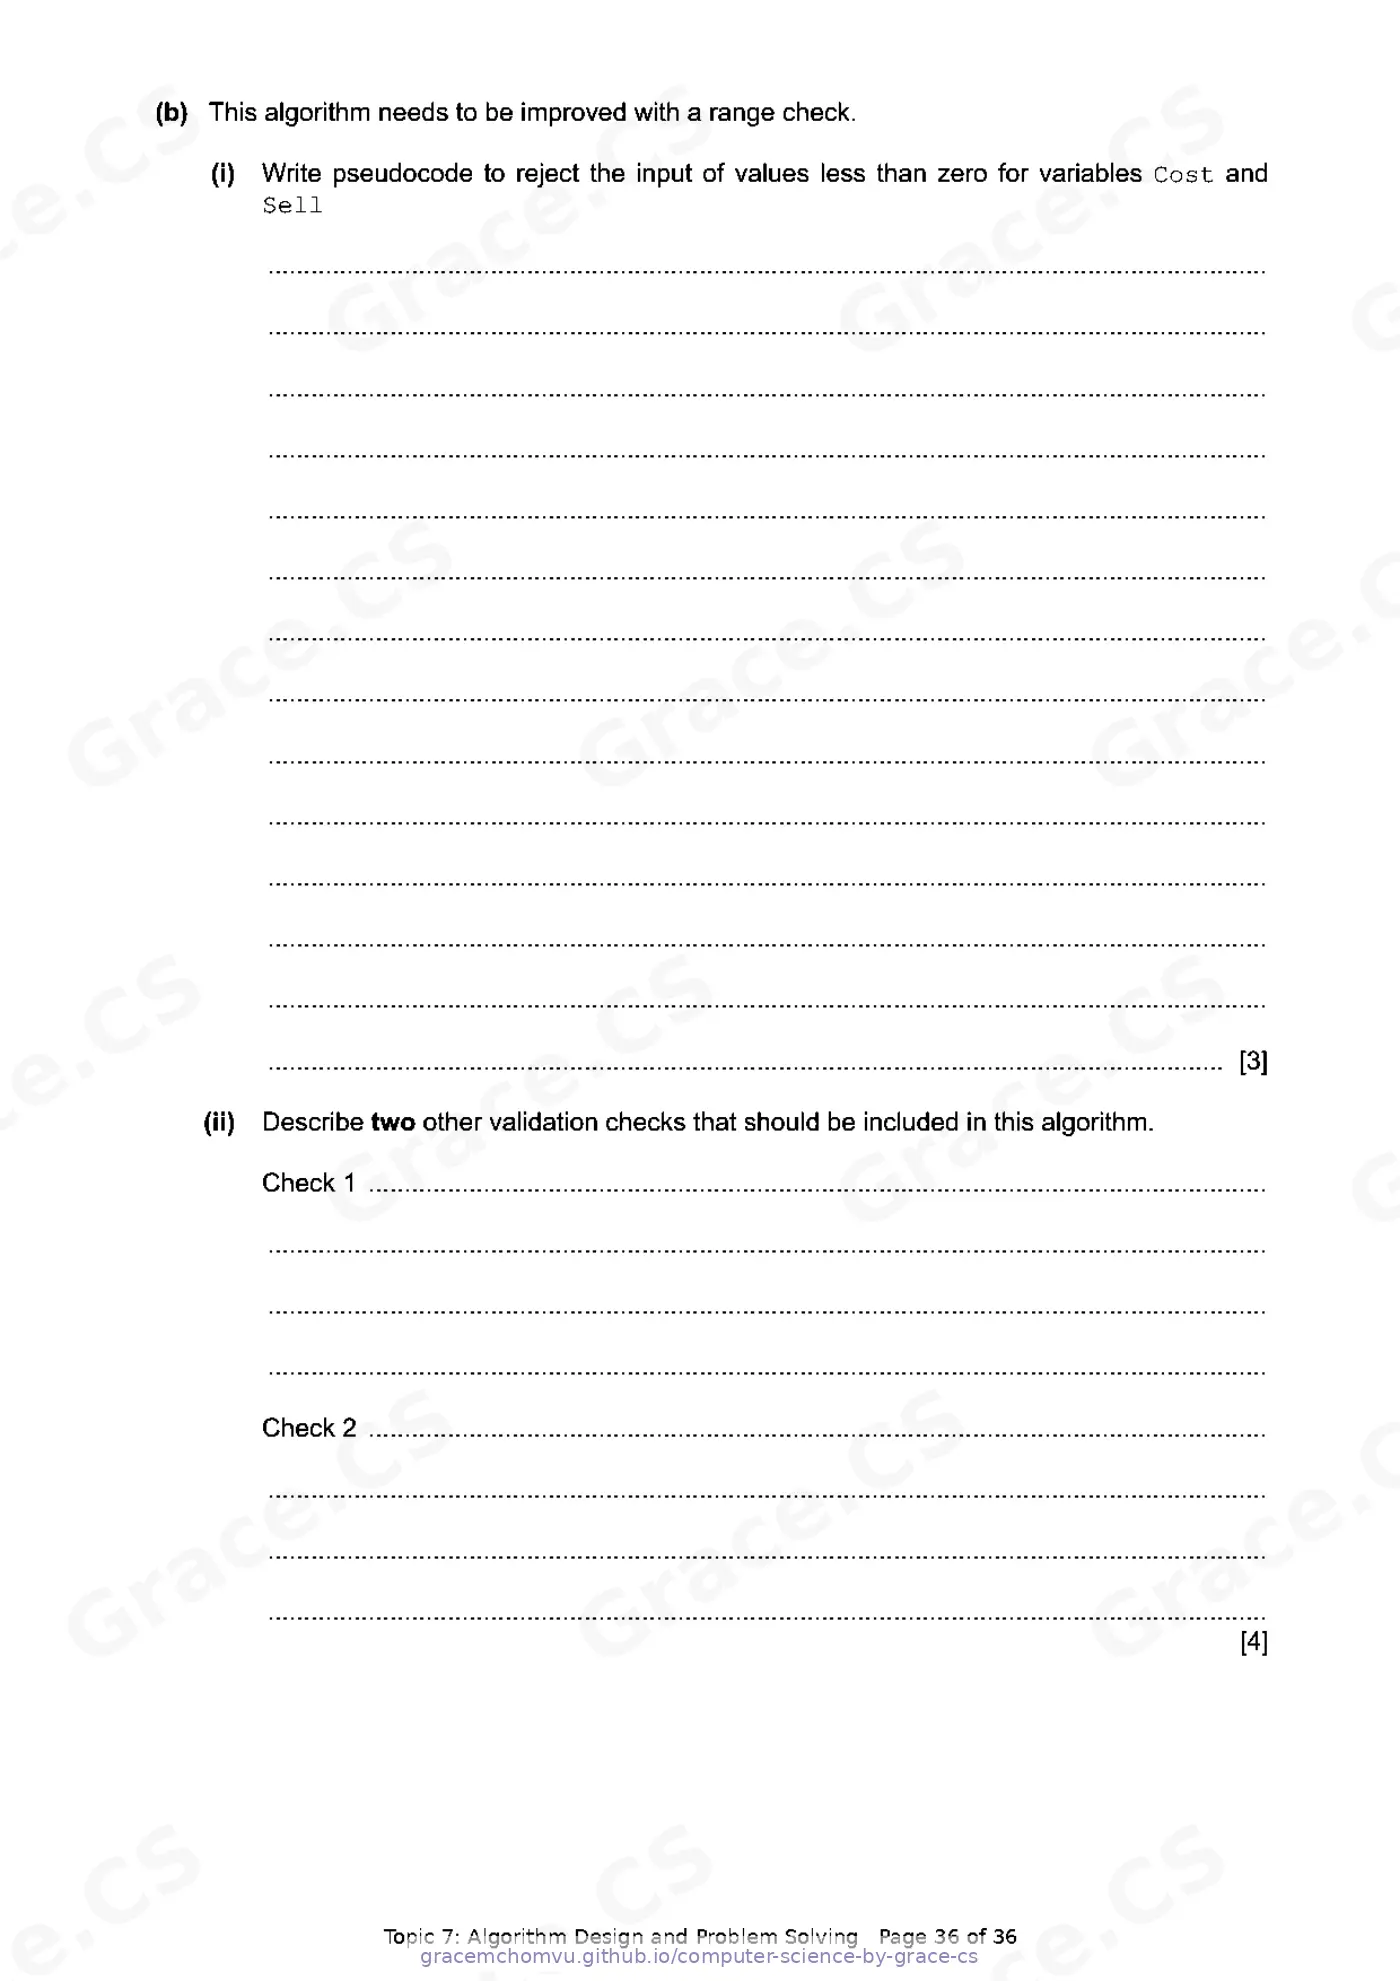 (b) This algorithm needs to be improved with a range check.
(i) Write pseudocode to reject the input of values less than zero for variables Cost and
Sell
[3]
(ii) Describe two other validation checks that should be included in this algorithm.
Check 1
Check 2
[4]
Topic 7: Algorithm Design and Problem Solving Page 36 of 36
gracemchomvu.github.io/computer-science-by-grace-cs
Grace.CS